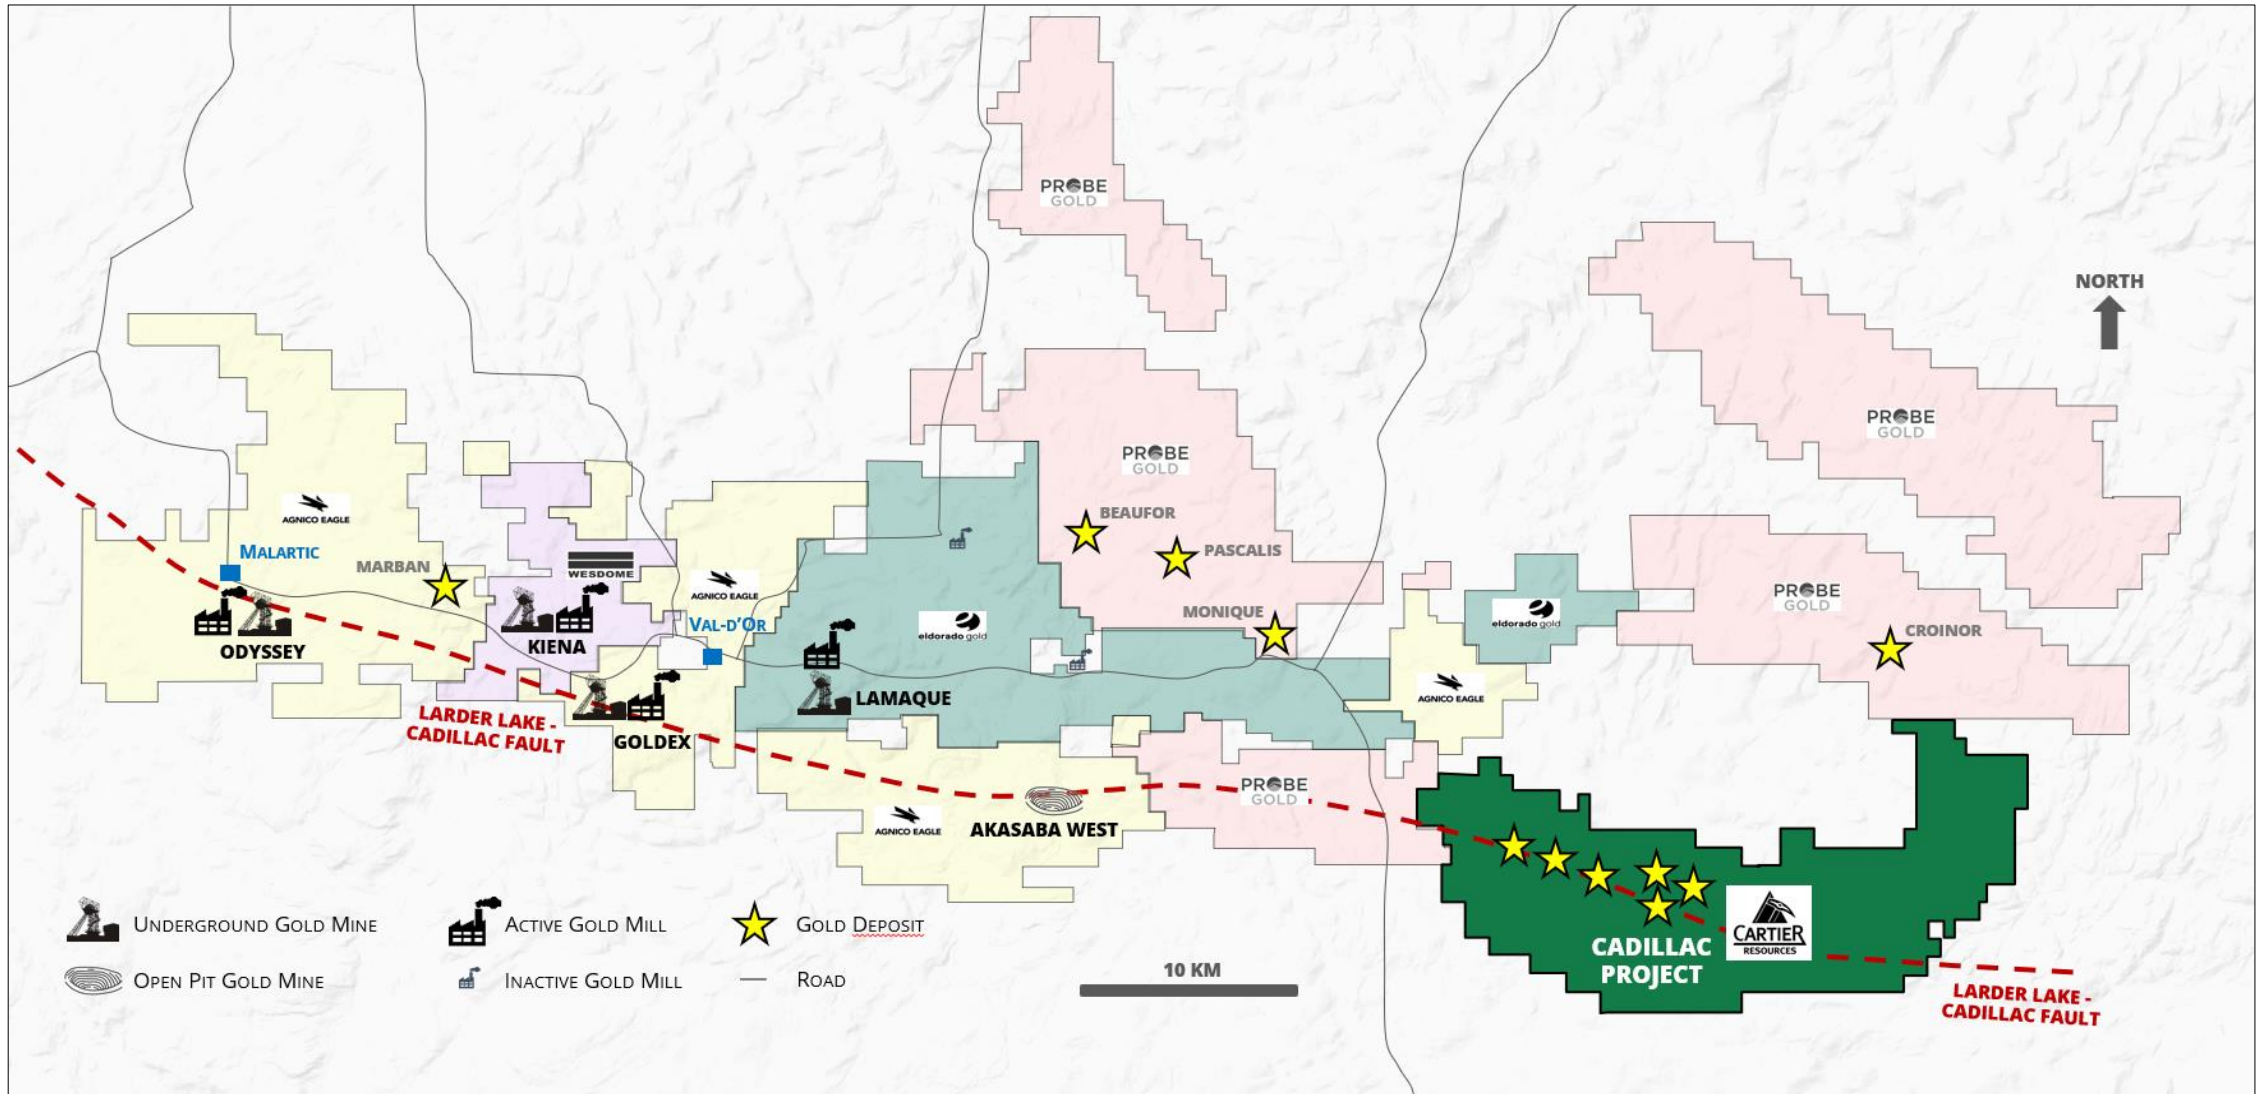 PROBE
GOLD
NORTH
PROBE
GOLD
PROBE
GOLD
AGNICO EAGLE
BEAUFOR
PASCALIS
MALARTIC
MARBAN
WESDOME
AGNICO EAGLE
PROBE
GOLD
eldorado gold
eldorado gold
MONIQUE
VAL-D'OR
CROINOR
ODYSSEY
KIENA
AGNICO EAGLE
LAMAQUE
LARDER LAKE -
CADILLAC FAULT
GOLDEX
PROBE
GOLD
AGNICO EAGLE
AKASABA WEST
UNDERGROUND GOLD MINE
ACTIVE GOLD MILL
GOLD DEPOSIT
OPEN PIT GOLD MINE
INACTIVE GOLD MILL
ROAD
10 KM
CARTIER
RESOURCES
CADILLAC
PROJECT
LARDER LAKE -
CADILLAC FAULT